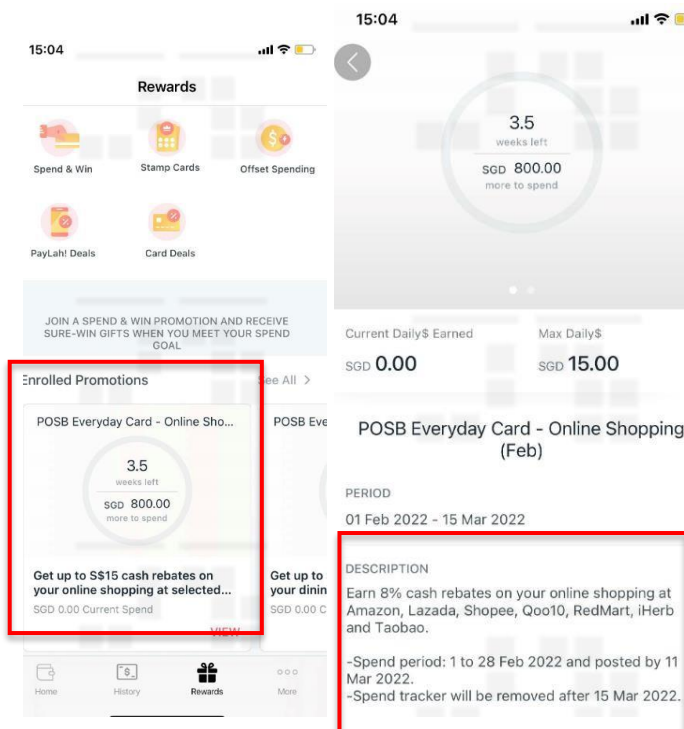 15:04
Rewards
Spend & Win
Stamp Cards
Offset Spending
PayLah! Deals
Card Deals
JOIN A SPEND & WIN PROMOTION AND RECEIVE
SURE-WIN GIFTS WHEN YOU MEET YOUR SPEND
GOAL
Enrolled Promotions
See All >
POSB Everyday Card - Online Sho...
3.5
weeks left
SGD 800.00
more to spend
Get up to S$15 cash rebates on
your online shopping at selected...
SGD 0.00 Current Spend
VIEW
POSB Eve
Get up to
your dinin
SGD 0.00 C
Home
History
Rewards
More
15:04
3.5
weeks left
SGD 800.00
more to spend
Current Daily$ Earned
Max Daily$
SGD 0.00
SGD 15.00
POSB Everyday Card - Online Shopping
(Feb)
PERIOD
01 Feb 2022 - 15 Mar 2022
DESCRIPTION
Earn 8% cash rebates on your online shopping at
Amazon, Lazada, Shopee, Qoo10, RedMart, iHerb
and Taobao.
-Spend period: 1 to 28 Feb 2022 and posted by 11
Mar 2022.
-Spend tracker will be removed after 15 Mar 2022.